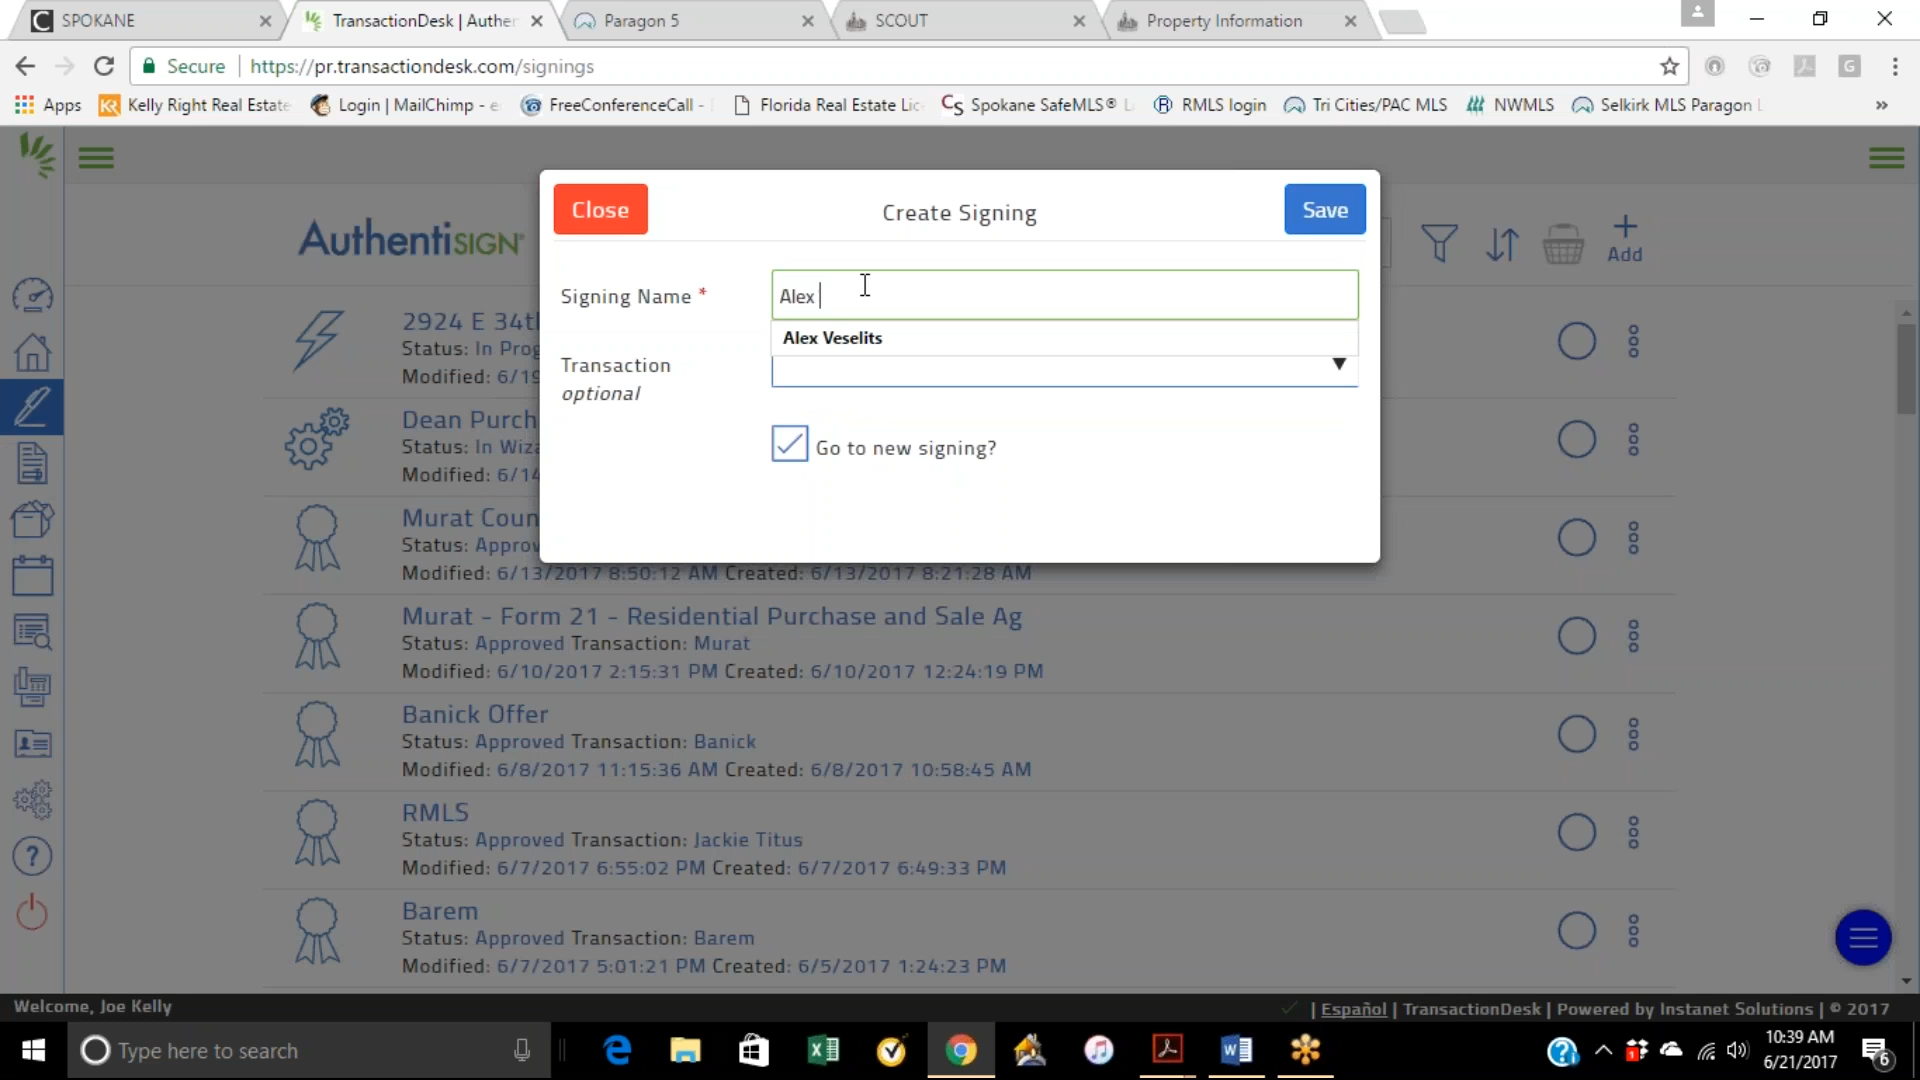 SPOKANE
TransactionDesk | Authen
Paragon 5
SCOUT
Property Information
Secure
https://pr.transactiondesk.com/signings
Apps
Kelly Right Real Estate
Login | MailChimp - e
FreeConferenceCall -
Florida Real Estate Lic
Spokane SafeMLS® L
RMLS login
Tri Cities/PAC MLS
NWMLS
Selkirk MLS Paragon
»
AUTHENTISIGN®
Add
Close
Create Signing
Save
Signing Name *
Alex
Alex Veselits
Transaction
optional
Go to new signing?
2924 E 34th
Status: In Prog
Modified: 6/19
Dean Purch
Status: In Wiza
Modified: 6/14
Murat Coun
Status: Approv
Modified: 6/13/2017 8:50:12 AM Created: 6/13/2017 8:21:28 AM
Murat - Form 21 - Residential Purchase and Sale Ag
Status: Approved Transaction: Murat
Modified: 6/10/2017 2:15:31 PM Created: 6/10/2017 12:24:19 PM
Banick Offer
Status: Approved Transaction: Banick
Modified: 6/8/2017 11:15:36 AM Created: 6/8/2017 10:58:45 AM
RMLS
Status: Approved Transaction: Jackie Titus
Modified: 6/7/2017 6:55:02 PM Created: 6/7/2017 6:49:33 PM
Barem
Status: Approved Transaction: Barem
Modified: 6/7/2017 5:01:21 PM Created: 6/5/2017 1:24:23 PM
Welcome, Joe Kelly
| Español | TransactionDesk | Powered by Instanet Solutions | © 2017
Type here to search
10:39 AM
6/21/2017
6